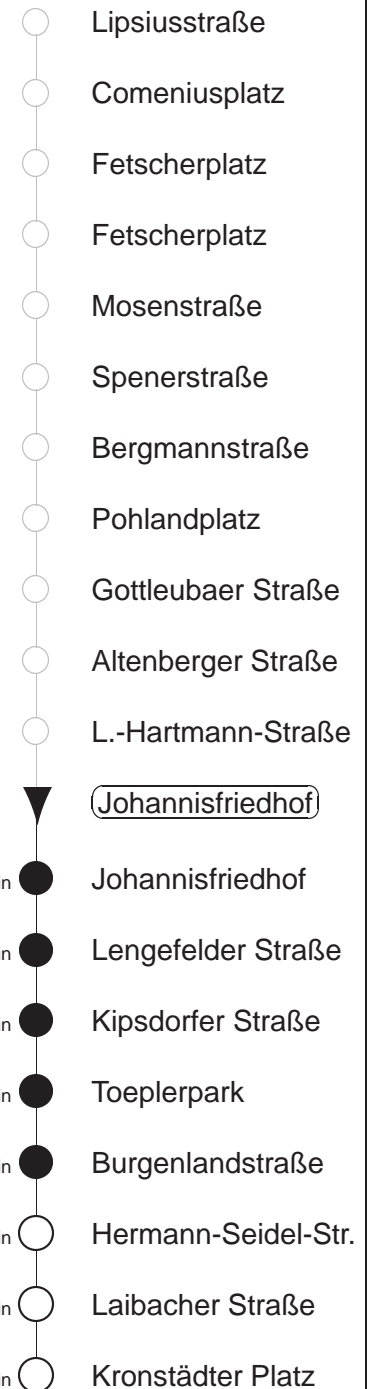 Lipsiusstraße
Comeniusplatz
Fetscherplatz
Fetscherplatz
Mosenstraße
Spenerstraße
Bergmannstraße
Pohlandplatz
Gottleubaer Straße
Altenberger Straße
L.-Hartmann-Straße
Johannisfriedhof
Johannisfriedhof
Lengefelder Straße
Kipsdorfer Straße
Toeplerpark
Burgenlandstraße
Hermann-Seidel-Str.
Laibacher Straße
Kronstädter Platz